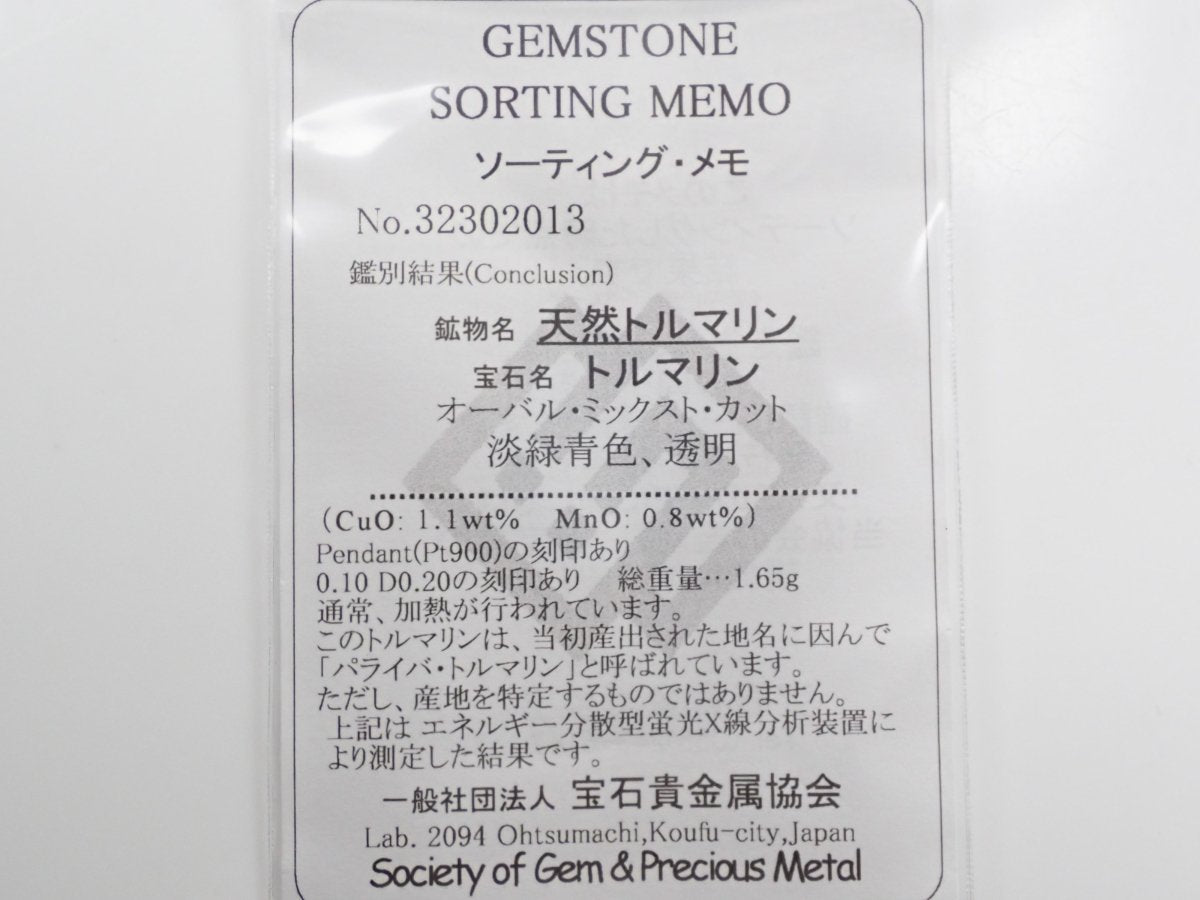 GEMSTONE
SORTING MEMO
ソーティング・メモ
No.32302013
鑑別結果(Conclusion)
鉱物名 天然トルマリン
宝石名 トルマリン
オーバル・ミックスト・カット
淡緑青色、透明
(CuO: 1.1wt% MnO: 0.8wt%)
Pendant(Pt900)の刻印あり
0.10 D0.20の刻印あり 総重量…1.65g
通常、加熱が行われています。
このトルマリンは、当初産出された地名に因んで
「パライバ・トルマリン」と呼ばれています。
ただし、産地を特定するものではありません。
上記は エネルギー分散型蛍光X線分析装置に
より測定した結果です。
一般社団法人 宝石貴金属協会
Lab. 2094 Ohtsumachi,Koufu-city,Japan
Society of Gem & Precious Metal